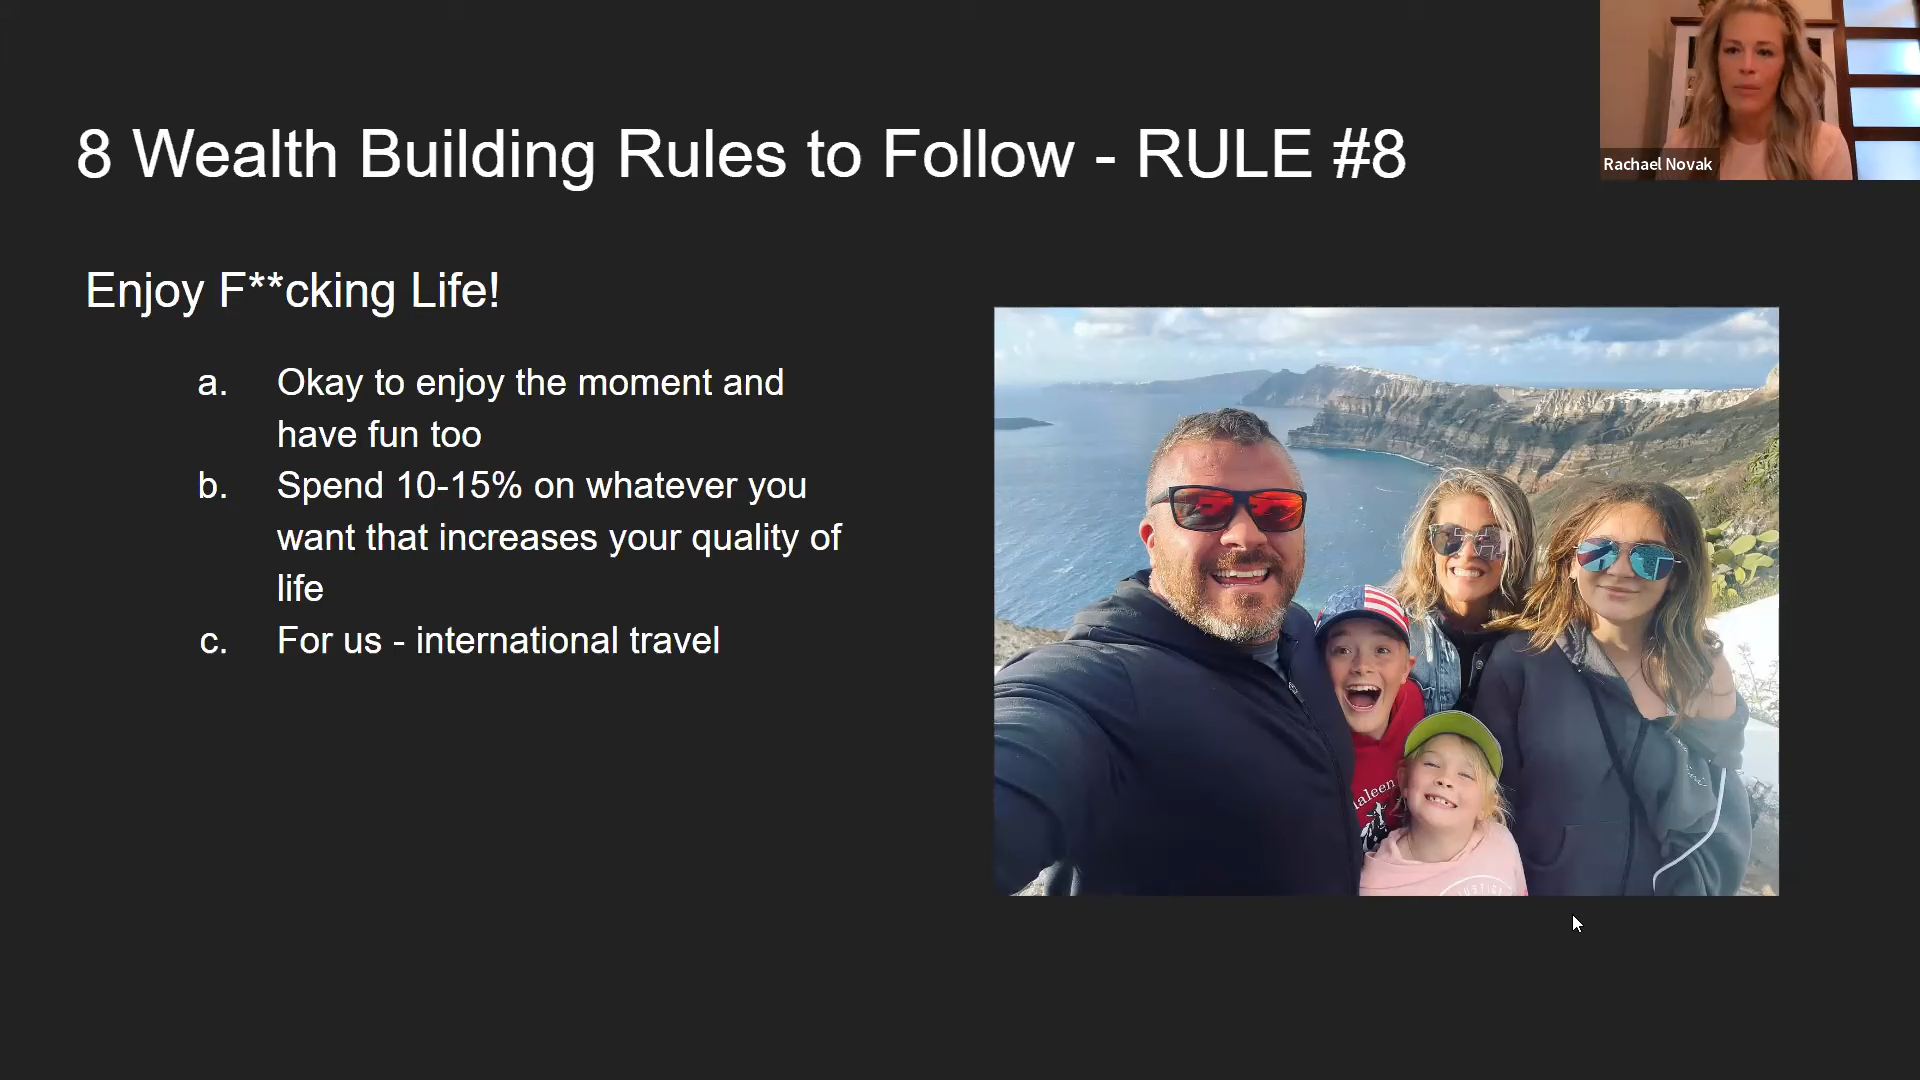 8 Wealth Building Rules to Follow - RULE #8
Rachael Novak
Enjoy F**cking Life!
a. Okay to enjoy the moment and
have fun too
b. Spend 10-15% on whatever you
want that increases your quality of
life
c. For us - international travel
aleen
USTIC